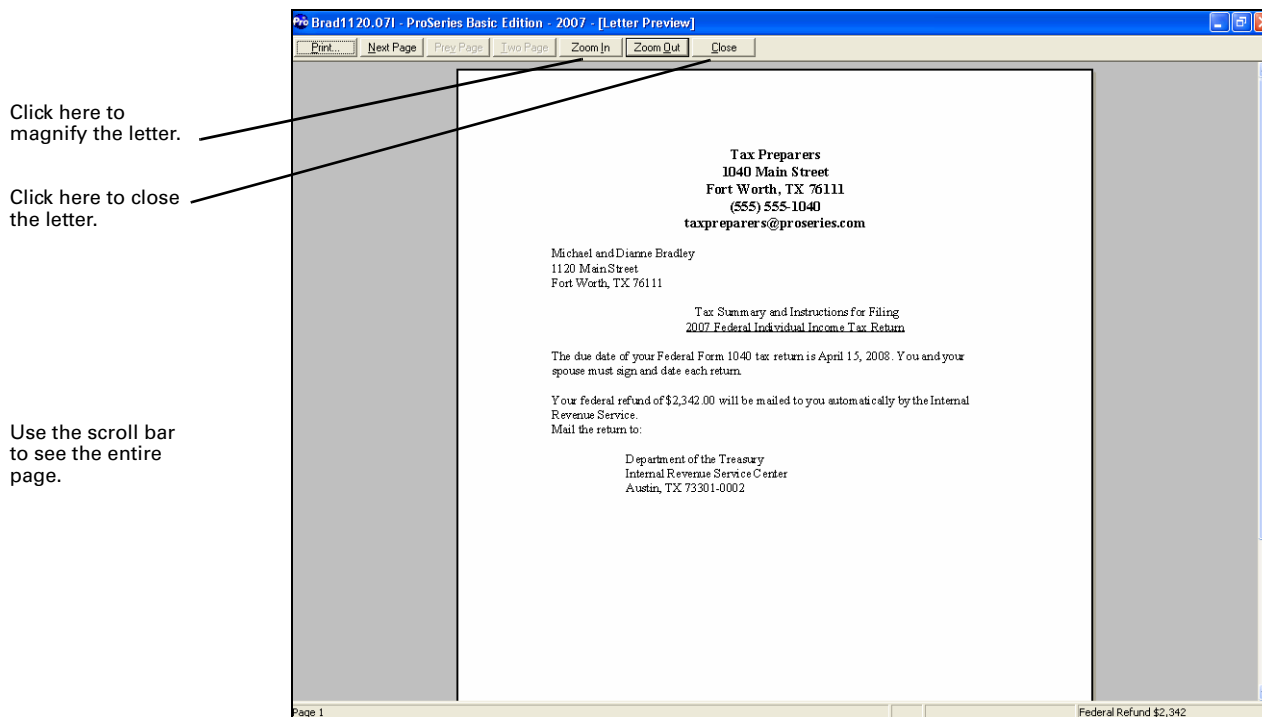 Brad1120.07I - ProSeries Basic Edition - 2007 - [Letter Preview]
Print... Next Page Prev Page Two Page Zoom In Zoom Out Close
Click here to
magnify the letter.
Click here to close
the letter.
Use the scroll bar
to see the entire
page.
Tax Preparers
1040 Main Street
Fort Worth, TX 76111
(555) 555-1040
taxpreparers@proseries.com
Michael and Dianne Bradley
1120 Main Street
Fort Worth, TX 76111
Tax Summary and Instructions for Filing
2007 Federal Individual Income Tax Return
The due date of your Federal Form 1040 tax return is April 15, 2008. You and your
spouse must sign and date each return.
Your federal refund of $2,342.00 will be mailed to you automatically by the Internal
Revenue Service.
Mail the return to:
Department of the Treasury
Internal Revenue Service Center
Austin, TX 73301-0002
Page 1
Federal Refund $2,342